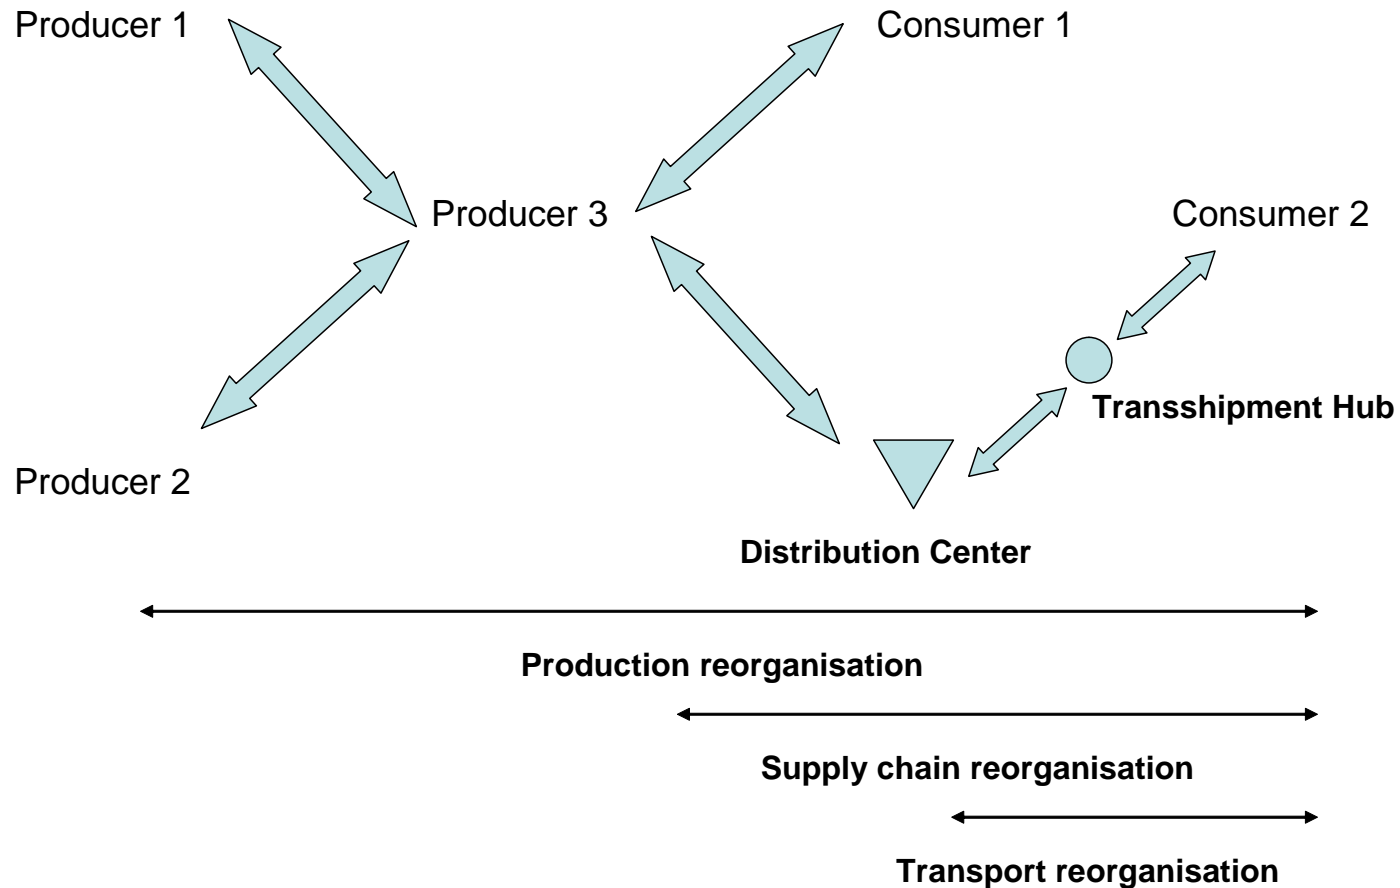 Producer 1
Consumer 1
Producer 3
Consumer 2
Transshipment Hub
Producer 2
Distribution Center
Production reorganisation
Supply chain reorganisation
Transport reorganisation